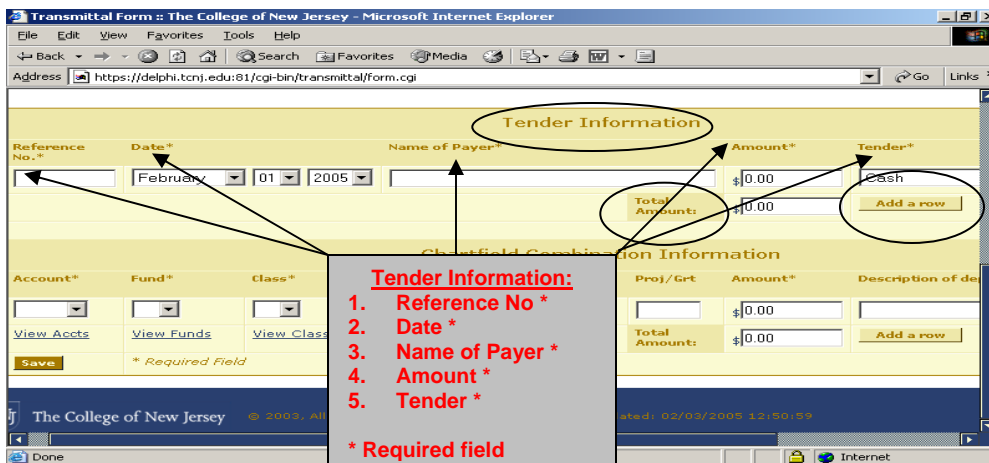 Transmittal Form :: The College of New Jersey - Microsoft Internet Explorer
File Edit View Favorites Tools Help
Back Search Favorites Media
Address https://delphi.tcnj.edu:81/cgi-bin/transmittal/form.cgi Go Links
Tender Information
Reference No.* Date* Name of Payer* Amount* Tender*
February 01 2005 $ 0.00 Cash
Total Amount: $ 0.00 Add a row
Chartfield Combination Information
Account* Fund* Class* Proj/Grt Amount* Description of de
$ 0.00
View Accts View Funds View Class Total Amount: $ 0.00 Add a row
Save * Required Field
Tender Information:
1. Reference No *
2. Date *
3. Name of Payer *
4. Amount *
5. Tender *
* Required field
The College of New Jersey © 2003, All ated: 02/03/2005 12:50:59
Done Internet